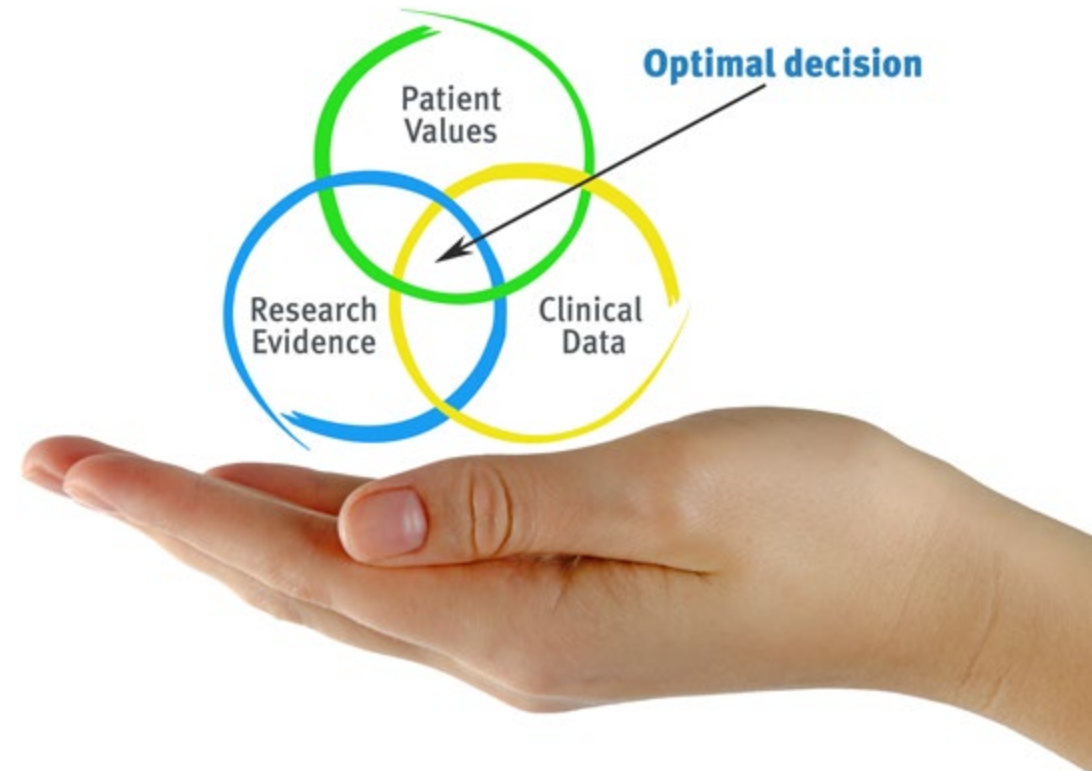 Optimal decision
Patient
Values
Research
Evidence
Clinical
Data